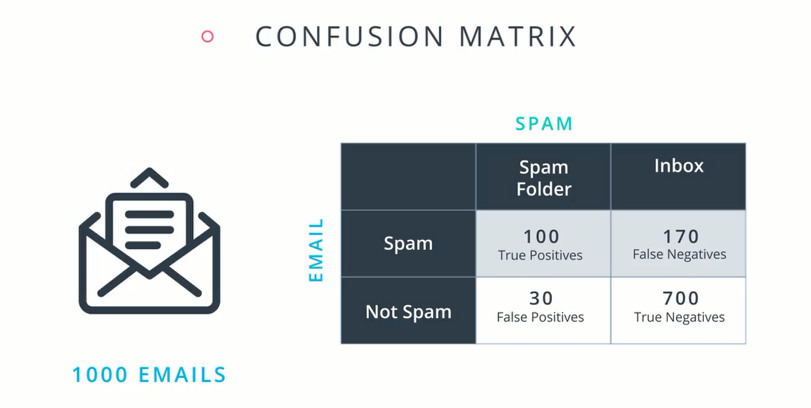 CONFUSION MATRIX
SPAM
Spam
Folder
Inbox
EMAIL
Spam
100
True Positives
170
False Negatives
Not Spam
30
False Positives
700
True Negatives
1000 EMAILS